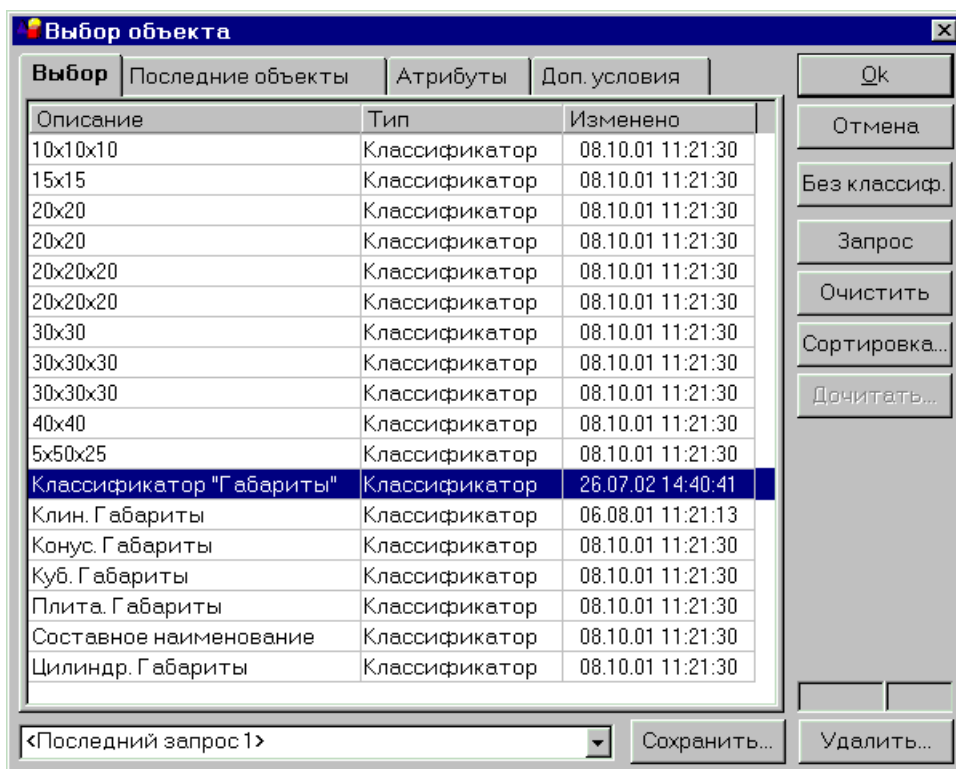 Выбор объекта
Выбор Последние объекты Атрибуты Доп. условия
Описание Тип Изменено
10x10x10 Классификатор 08.10.01 11:21:30
15x15 Классификатор 08.10.01 11:21:30
20x20 Классификатор 08.10.01 11:21:30
20x20 Классификатор 08.10.01 11:21:30
20x20x20 Классификатор 08.10.01 11:21:30
20x20x20 Классификатор 08.10.01 11:21:30
30x30 Классификатор 08.10.01 11:21:30
30x30x30 Классификатор 08.10.01 11:21:30
30x30x30 Классификатор 08.10.01 11:21:30
40x40 Классификатор 08.10.01 11:21:30
5x50x25 Классификатор 08.10.01 11:21:30
Классификатор "Габариты" Классификатор 26.07.02 14:40:41
Клин. Габариты Классификатор 06.08.01 11:21:13
Конус. Габариты Классификатор 08.10.01 11:21:30
Куб. Габариты Классификатор 08.10.01 11:21:30
Плита. Габариты Классификатор 08.10.01 11:21:30
Составное наименование Классификатор 08.10.01 11:21:30
Цилиндр. Габариты Классификатор 08.10.01 11:21:30
Ok
Отмена
Без классиф.
Запрос
Очистить
Сортировка...
Дочитать...
<Последний запрос1> Сохранить... Удалить...